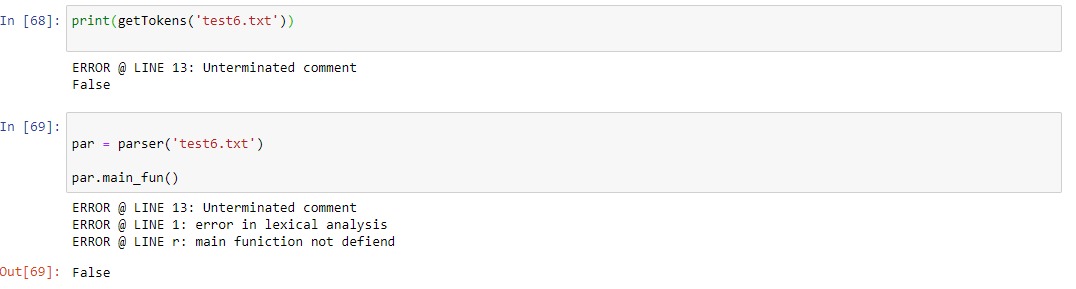 In [68]: print(getTokens('test6.txt'))
ERROR @ LINE 13: Unterminated comment
False
In [69]:
par = parser('test6.txt')
par.main_fun()
ERROR @ LINE 13: Unterminated comment
ERROR @ LINE 1: error in lexical analysis
ERROR @ LINE r: main funiction not defiend
Out[69]: False